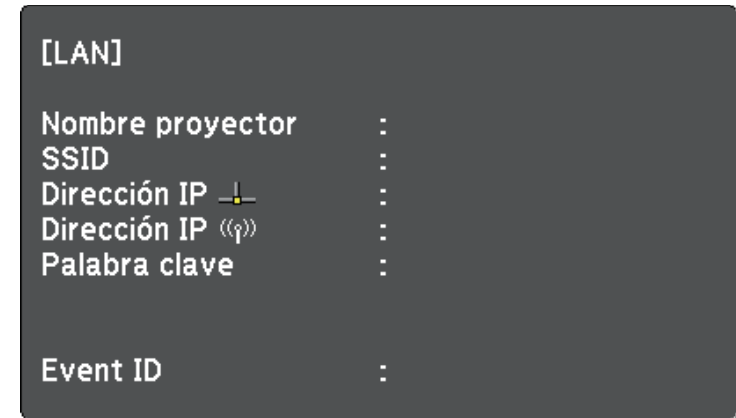 [LAN]
Nombre proyector :
SSID :
Dirección IP :
Dirección IP :
Palabra clave :
Event ID :